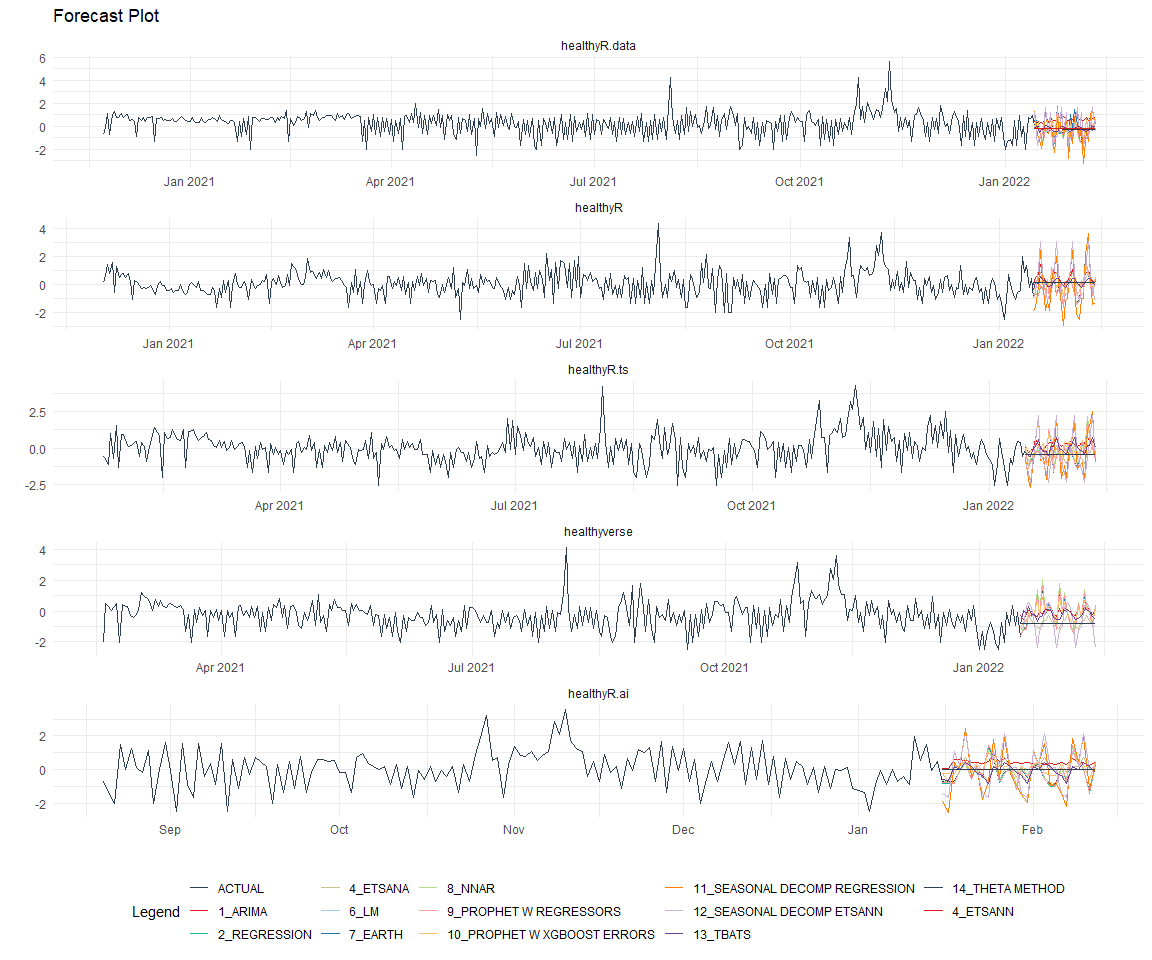 Forecast Plot
healthyR.data
6
4
2
0
-2
Jan 2021 Apr 2021 Jul 2021 Oct 2021 Jan 2022
healthyR
4
2
0
-2
Jan 2021 Apr 2021 Jul 2021 Oct 2021 Jan 2022
healthyR.ts
2.5
0.0
-2.5
Apr 2021 Jul 2021 Oct 2021 Jan 2022
healthyverse
4
2
0
-2
Apr 2021 Jul 2021 Oct 2021 Jan 2022
healthyR.ai
2
0
-2
Sep Oct Nov Dec Jan Feb
ACTUAL 4_ETSANA 8_NNAR 11_SEASONAL DECOMP REGRESSION 14_THETA METHOD
Legend 1_ARIMA 6_LM 9_PROPHET W REGRESSORS 12_SEASONAL DECOMP ETSANN 4_ETSANN
2_REGRESSION 7_EARTH 10_PROPHET W XGBOOST ERRORS 13_TBATS